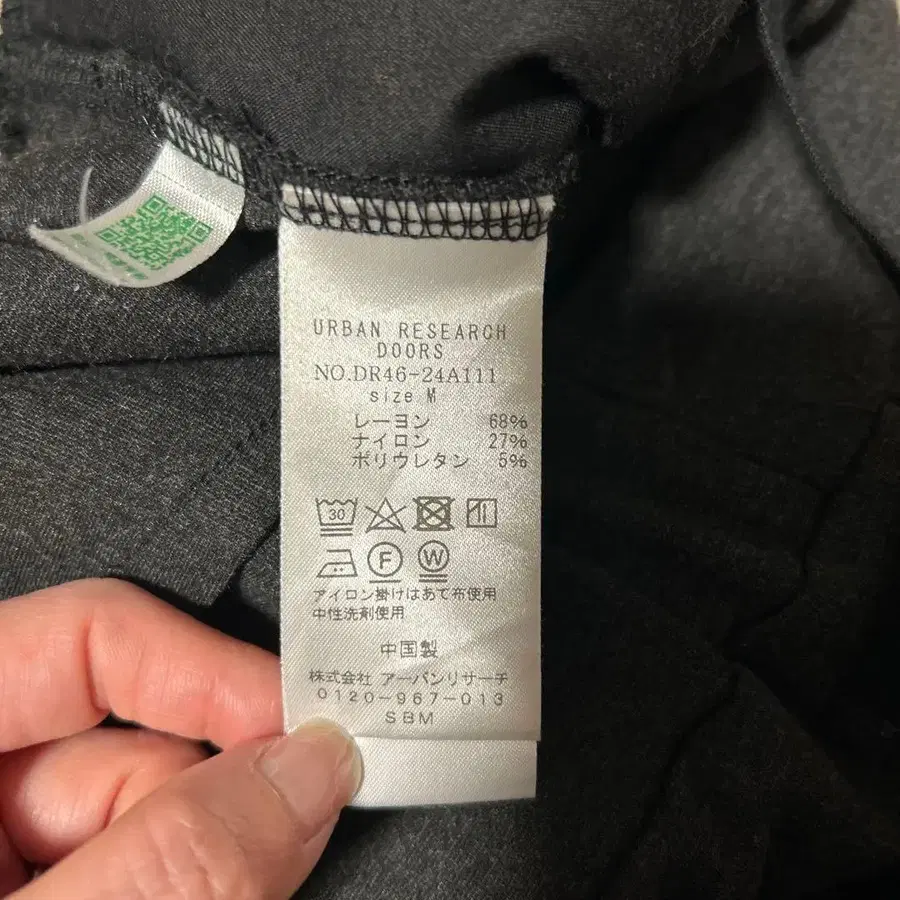 URBAN RESEARCH
DOORS
NO.DR46-24A111
size M
レーヨン 68%
ナイロン 27%
ポリウレタン 5%
30
F W
アイロン掛けはあて布使用
中性洗剤使用
中国製
株式会社 アーバンリサーチ
0120-967-013
SBM